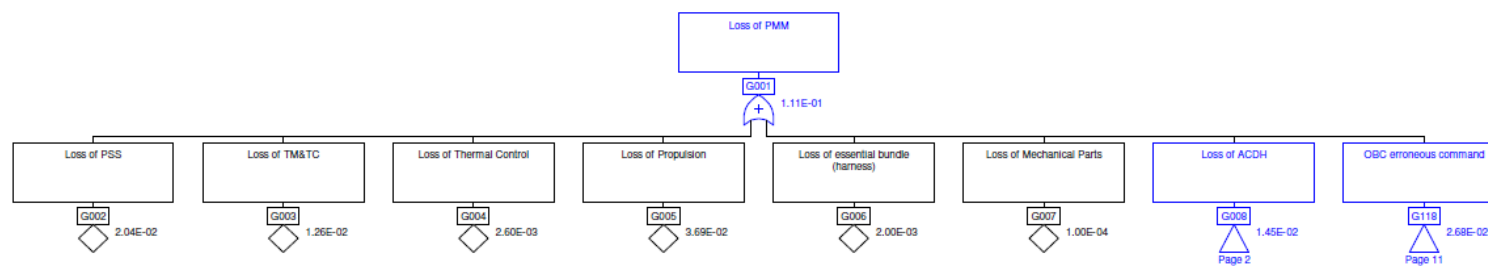 Loss of PMM
G001
1.11E-01
Loss of PSS
Loss of TM&TC
Loss of Thermal Control
Loss of Propulsion
Loss of essential bundle
(harness)
Loss of Mechanical Parts
Loss of ACDH
OBC erroneous command
G002
G003
G004
G005
G006
G007
G008
G118
2.04E-02
1.26E-02
2.60E-03
3.69E-02
2.00E-03
1.00E-04
1.45E-02
2.68E-02
Page 2
Page 11